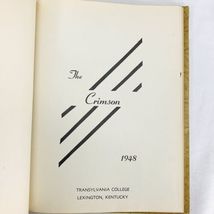 The
Crimson
1948
TRANSYLVANIA COLLEGE
LEXINGTON, KENTUCKY